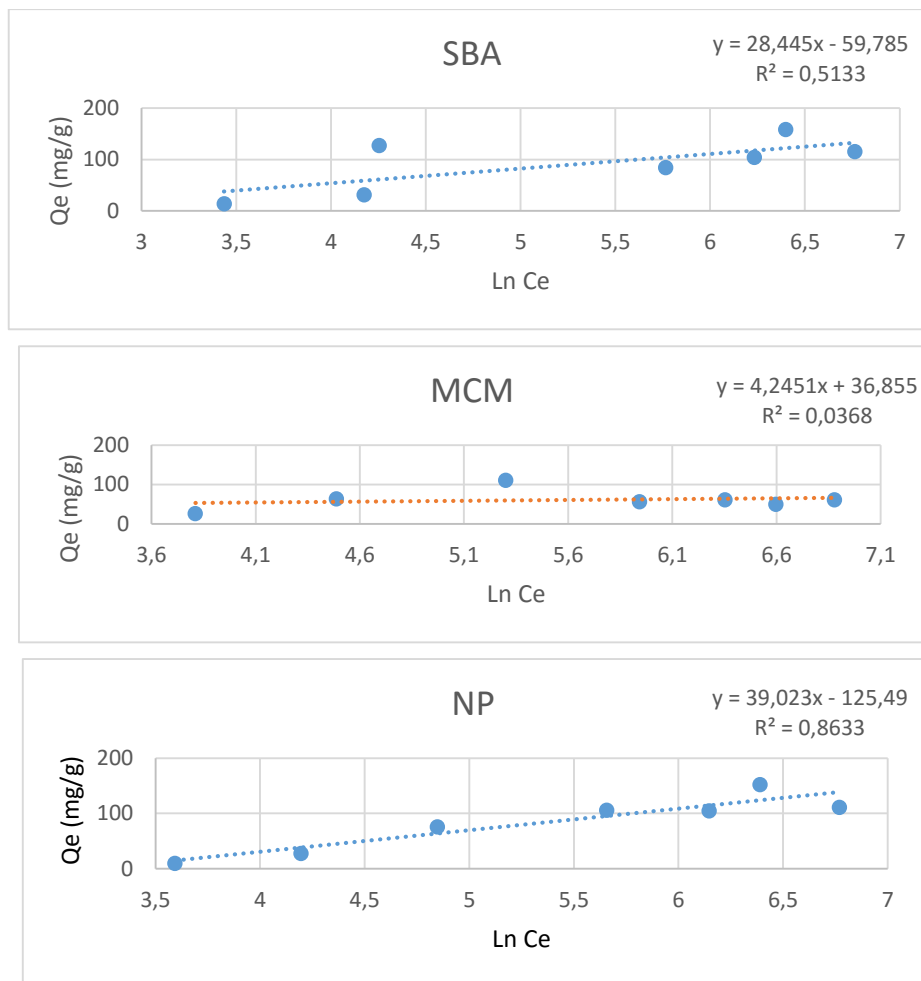 SBA
y = 28,445x - 59,785
R² = 0,5133
Qe (mg/g)
200
100
0
3 3,5 4 4,5 5 5,5 6 6,5 7
Ln Ce
MCM
y = 4,2451x + 36,855
R² = 0,0368
Qe (mg/g)
200
100
0
3,6 4,1 4,6 5,1 5,6 6,1 6,6 7,1
Ln Ce
NP
y = 39,023x - 125,49
R² = 0,8633
Qe (mg/g)
200
100
0
3,5 4 4,5 5 5,5 6 6,5 7
Ln Ce